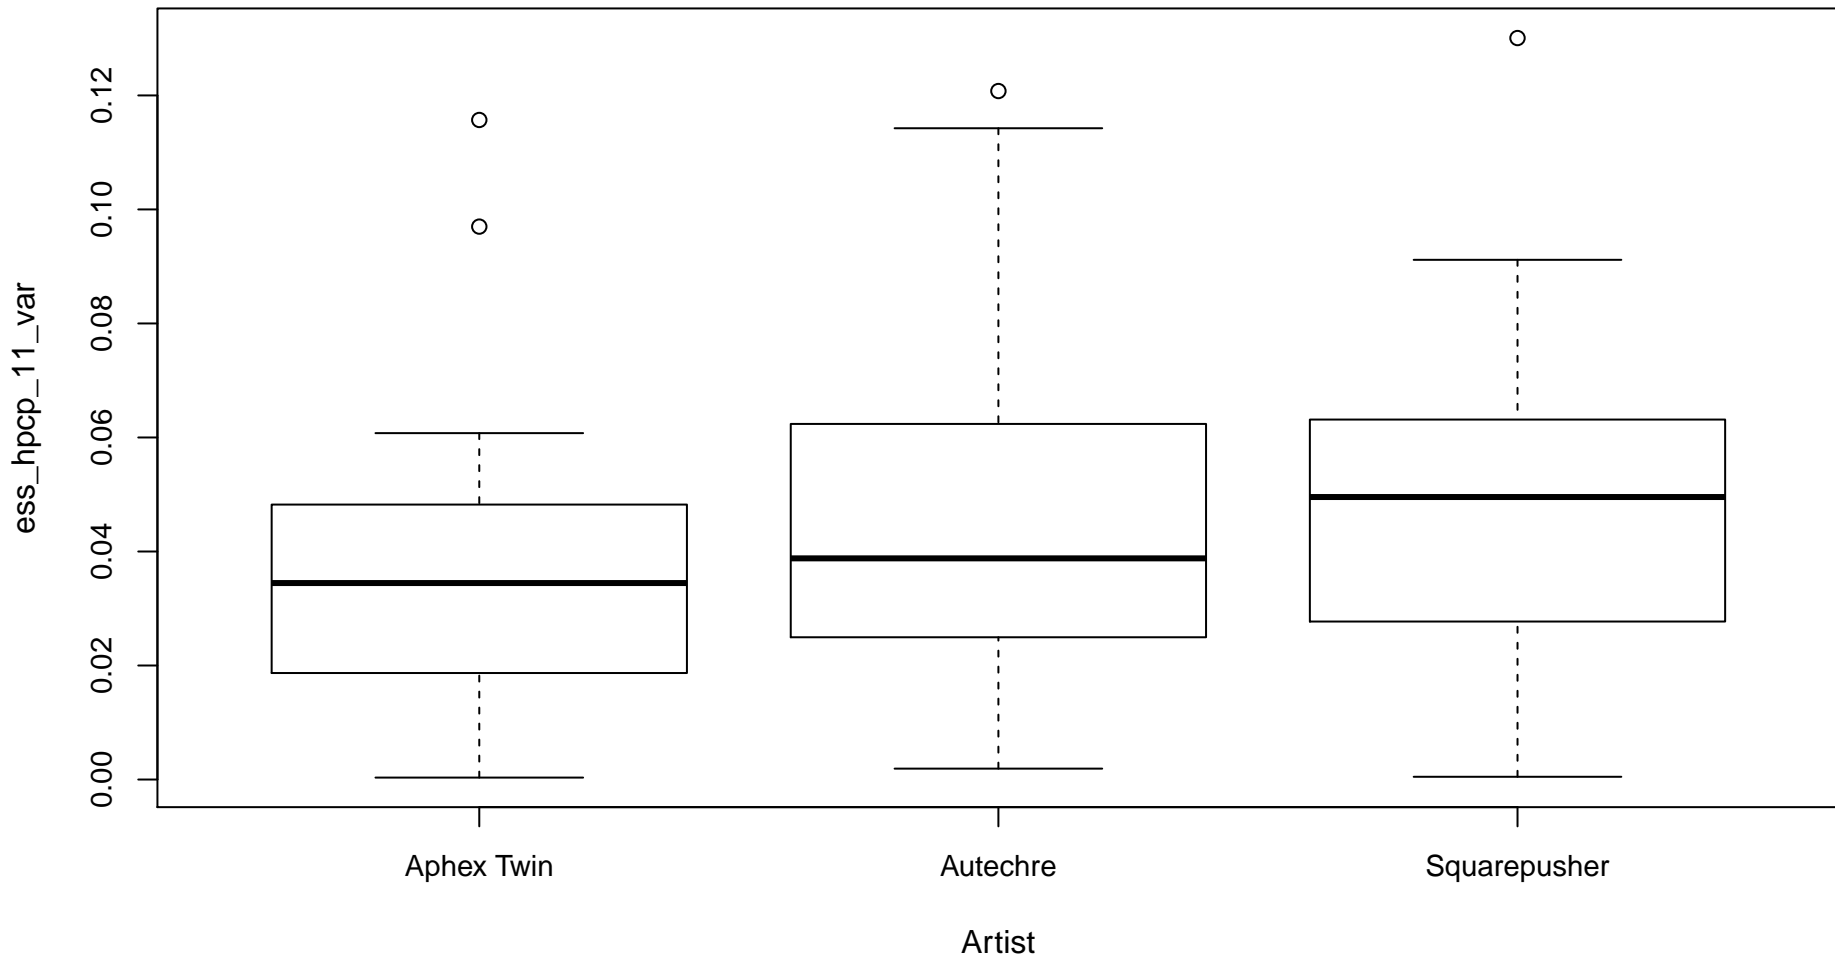 ess_hpcp_11_var
0.12
0.10
0.08
0.06
0.04
0.02
0.00
Aphex Twin
Autechre
Squarepusher
Artist